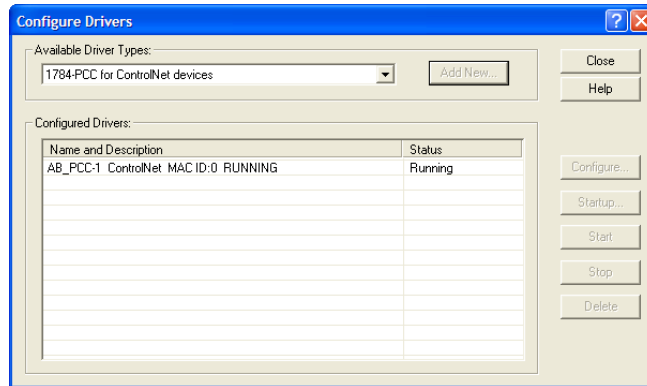 Configure Drivers
Available Driver Types:
1784-PCC for ControlNet devices
Add New...
Close
Help
Configured Drivers:
Name and Description Status
AB_PCC-1 ControlNet MAC ID:0 RUNNING Running
Configure...
Startup...
Start
Stop
Delete